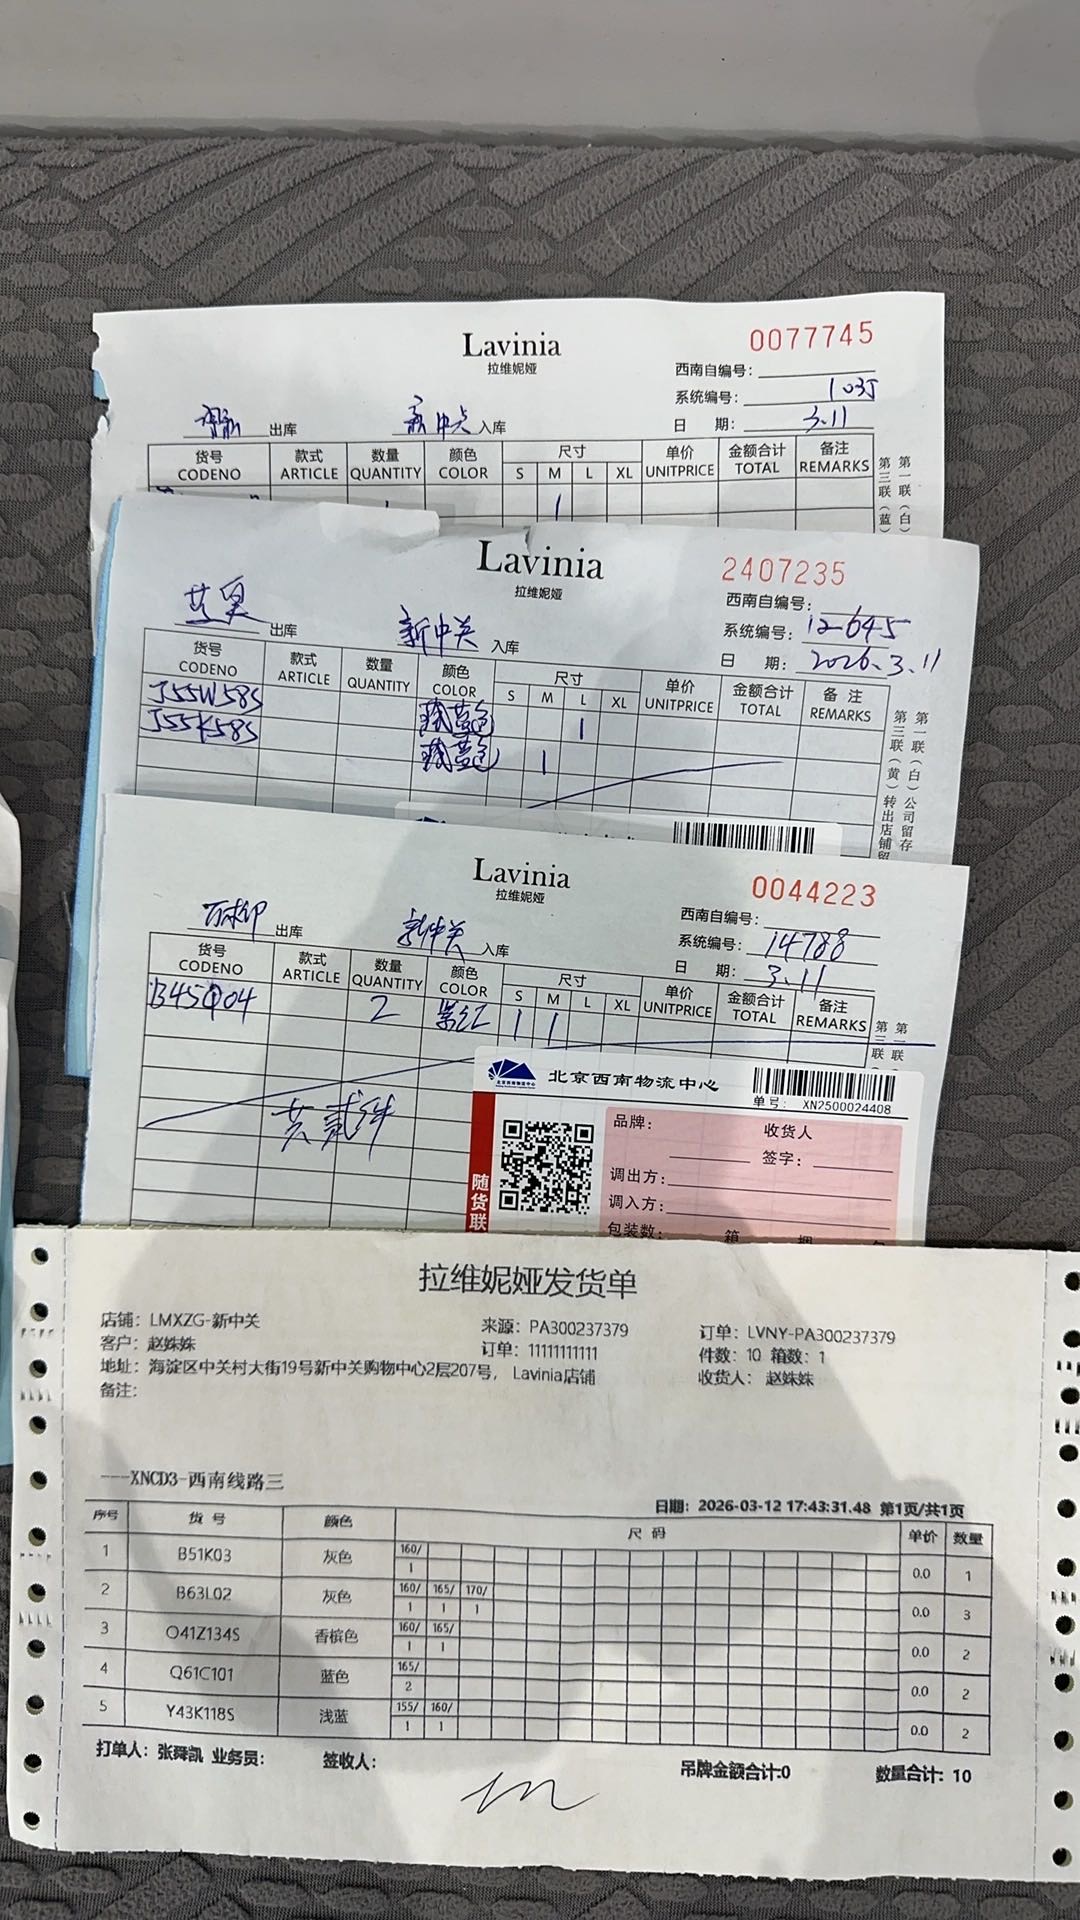 Lavinia
拉维妮娅
0077745
西南自编号：
系统编号：
日 期： 3.11
出库 新中关 入库
货号 款式 数量 颜色 尺寸 单价 金额合计 备注
CODENO ARTICLE QUANTITY COLOR S M L XL UNITPRICE TOTAL REMARKS
1
第一联（白）
第三联（蓝）
Lavinia
拉维妮娅
2407235
西南自编号：
系统编号： 12645
日 期： 2026.3.11
出库 新中关 入库
货号 款式 数量 颜色 尺寸 单价 金额合计 备注
CODENO ARTICLE QUANTITY COLOR S M L XL UNITPRICE TOTAL REMARKS
J55W58S 1
J55K58S 1
第一联（白）公司留存
第三联（黄）转出店铺留
Lavinia
拉维妮娅
0044223
西南自编号：
系统编号： 14788
日 期： 3.11
出库 新中关 入库
货号 款式 数量 颜色 尺寸 单价 金额合计 备注
CODENO ARTICLE QUANTITY COLOR S M L XL UNITPRICE TOTAL REMARKS
B45Q04 2 紫红 1 1
第一联
第三联
共贰件
北京西南物流中心
单号： XN2500024408
随货联
品牌： 收货人
签字：
调出方：
调入方：
包装数： 箱 捆 包
拉维妮娅发货单
店铺：LMXZG-新中关 来源：PA300237379 订单：LVNY-PA300237379
客户：赵姝姝 订单：11111111111 件数：10 箱数：1
地址：海淀区中关村大街19号新中关购物中心2层207号，Lavinia店铺 收货人：赵姝姝
备注：
---XNCD3-西南线路三
日期：2026-03-12 17:43:31.48 第1页/共1页
序号 货号 颜色 尺码 单价 数量
1 B51K03 灰色 160/ 0.0 1
1
2 B63L02 灰色 160/ 165/ 170/ 0.0 3
1 1 1
3 O41Z134S 香槟色 160/ 165/ 0.0 2
1 1
4 Q61C101 蓝色 165/ 0.0 2
2
5 Y43K118S 浅蓝 155/ 160/ 0.0 2
1 1
打单人：张舜凯 业务员： 签收人： 吊牌金额合计:0 数量合计：10